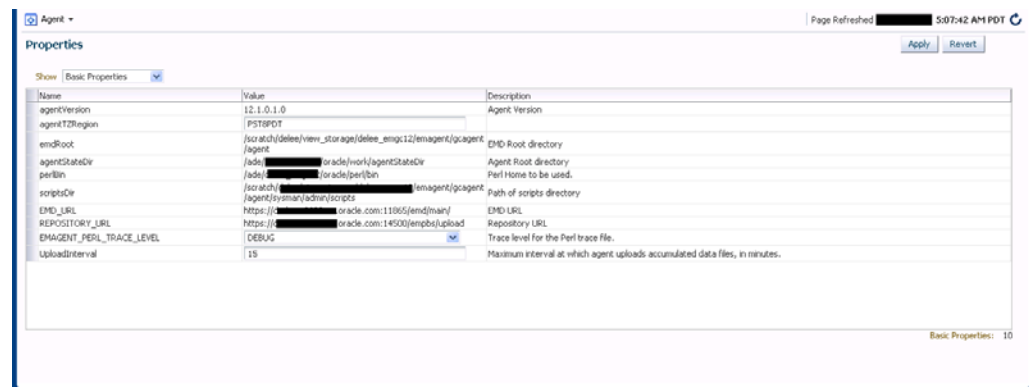 Agent
Page Refreshed 5:07:42 AM PDT
Properties
Apply Revert
Show Basic Properties
Name Value Description
agentVersion 12.1.0.1.0 Agent Version
agentTZRegion PST8PDT
emdRoot /scratch/delee/view_storage/delee_emgc12/emagent/gcagent EMD Root directory
/agent
agentStateDir /ade/ /oracle/work/agentStateDir Agent Root directory
perlBin /ade/ /oracle/perl/bin Perl Home to be used.
scriptsDir /scratch/ /emagent/gcagent Path of scripts directory
/agent/sysman/admin/scripts
EMD_URL https:// .oracle.com:11865/emd/main/ EMD URL
REPOSITORY_URL https:// .oracle.com:14500/empbs/upload Repository URL
EMAGENT_PERL_TRACE_LEVEL DEBUG Trace level for the Perl trace file.
UploadInterval 15 Maximum interval at which agent uploads accumulated data files, in minutes.
Basic Properties: 10